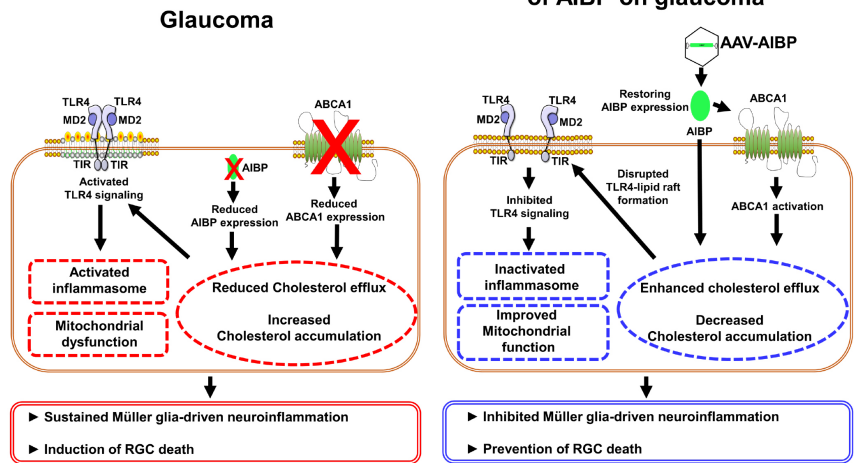 Glaucoma
TLR4 TLR4
MD2 MD2
TIR TIR
Activated
TLR4 signaling
AIBP
Reduced
AIBP expression
ABCA1
Reduced
ABCA1 expression
Activated
inflammasome
Mitochondrial
dysfunction
Reduced Cholesterol efflux
Increased
Cholesterol accumulation
► Sustained Müller glia-driven neuroinflammation
► Induction of RGC death
of AIBP on glaucoma
AAV-AIBP
Restoring
AIBP expression
AIBP
ABCA1
TLR4 TLR4
MD2 MD2
TIR TIR
Inhibited
TLR4 signaling
Disrupted
TLR4-lipid raft
formation
ABCA1 activation
Inactivated
inflammasome
Improved
Mitochondrial
function
Enhanced cholesterol efflux
Decreased
Cholesterol accumulation
► Inhibited Müller glia-driven neuroinflammation
► Prevention of RGC death